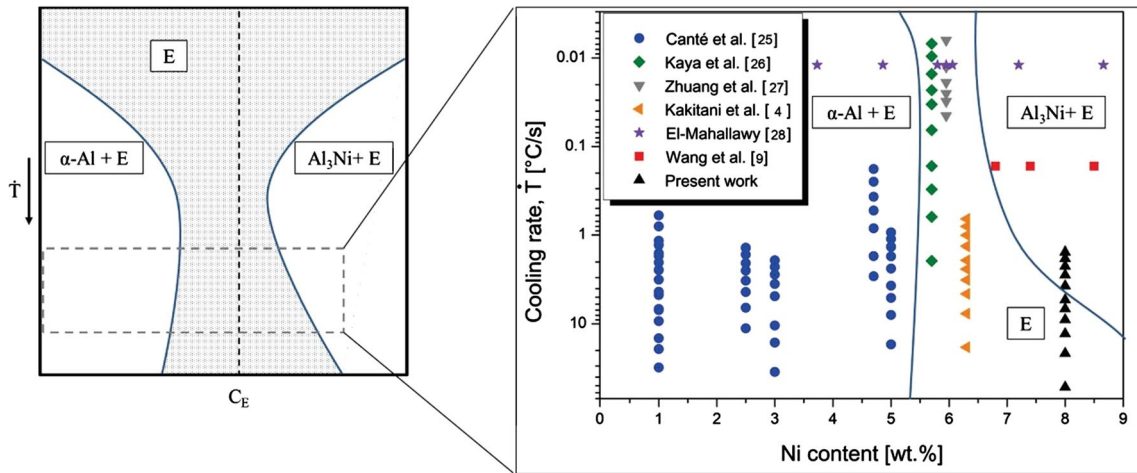 E
α-Al + E
Al₃Ni+ E
Ṫ
C_E
Canté et al. [25]
Kaya et al. [26]
Zhuang et al. [27]
Kakitani et al. [ 4 ]
El-Mahallawy [28]
Wang et al. [9]
Present work
α-Al + E
Al₃Ni+ E
E
Cooling rate, Ṫ [°C/s]
0.01
0.1
1
10
0 1 2 3 4 5 6 7 8 9
Ni content [wt.%]